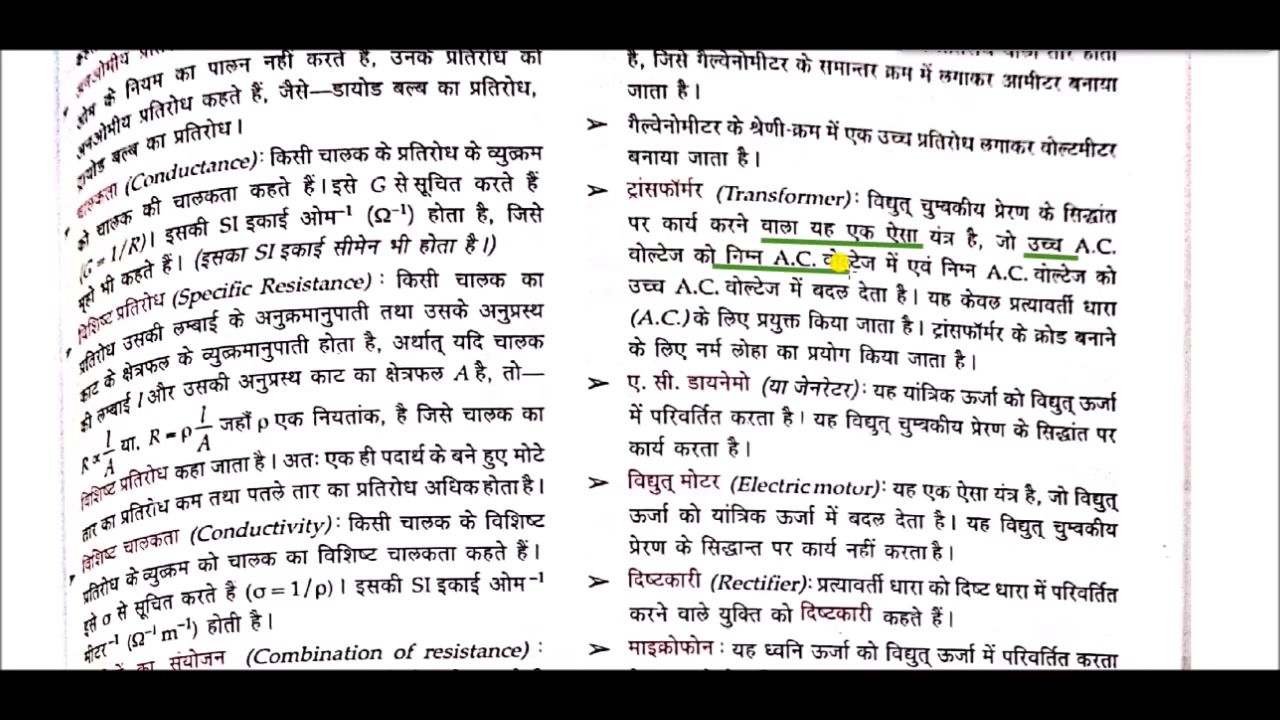 ओम के नियम का पालन नहीं करते हैं, उनके प्रतिरोध को
अनओमीय प्रतिरोध कहते हैं, जैसे—डायोड बल्ब का प्रतिरोध,
ट्रायोड बल्ब का प्रतिरोध।
चालकता (Conductance): किसी चालक के प्रतिरोध के व्युत्क्रम
को चालक की चालकता कहते हैं। इसे G से सूचित करते हैं
(G = 1/R)। इसकी SI इकाई ओम⁻¹ (Ω⁻¹) होता है, जिसे
म्हो भी कहते हैं। (इसका SI इकाई सीमेन भी होता है।)
विशिष्ट प्रतिरोध (Specific Resistance) : किसी चालक का
प्रतिरोध उसकी लम्बाई के अनुक्रमानुपाती तथा उसके अनुप्रस्थ
काट के क्षेत्रफल के व्युत्क्रमानुपाती होता है, अर्थात् यदि चालक
की लम्बाई l और उसकी अनुप्रस्थ काट का क्षेत्रफल A है, तो—
R ∝ l/A या. R = ρ l/A जहाँ ρ एक नियतांक, है जिसे चालक का
विशिष्ट प्रतिरोध कहा जाता है। अतः एक ही पदार्थ के बने हुए मोटे
तार का प्रतिरोध कम तथा पतले तार का प्रतिरोध अधिक होता है।
विशिष्ट चालकता (Conductivity) : किसी चालक के विशिष्ट
प्रतिरोध के व्युत्क्रम को चालक का विशिष्ट चालकता कहते हैं।
इसे σ से सूचित करते हैं (σ = 1/ρ)। इसकी SI इकाई ओम⁻¹
मीटर⁻¹ (Ω⁻¹ m⁻¹) होती है।
का संयोजन (Combination of resistance) :
है, जिसे गैल्वेनोमीटर के समान्तर क्रम में लगाकर आमीटर बनाया
जाता है।
➢ गैल्वेनोमीटर के श्रेणी-क्रम में एक उच्च प्रतिरोध लगाकर वोल्टमीटर
बनाया जाता है।
➢ ट्रांसफॉर्मर (Transformer): विद्युत् चुम्बकीय प्रेरण के सिद्धांत
पर कार्य करने वाला यह एक ऐसा यंत्र है, जो उच्च A.C.
वोल्टेज को निम्न A.C. वोल्टेज में एवं निम्न A.C. वोल्टेज को
उच्च A.C. वोल्टेज में बदल देता है। यह केवल प्रत्यावर्ती धारा
(A.C.) के लिए प्रयुक्त किया जाता है। ट्रांसफॉर्मर के क्रोड बनाने
के लिए नर्म लोहा का प्रयोग किया जाता है।
➢ ए. सी. डायनेमो (या जेनरेटर): यह यांत्रिक ऊर्जा को विद्युत् ऊर्जा
में परिवर्तित करता है। यह विद्युत् चुम्बकीय प्रेरण के सिद्धांत पर
कार्य करता है।
➢ विद्युत् मोटर (Electric motor): यह एक ऐसा यंत्र है, जो विद्युत्
ऊर्जा को यांत्रिक ऊर्जा में बदल देता है। यह विद्युत् चुम्बकीय
प्रेरण के सिद्धान्त पर कार्य नहीं करता है।
➢ दिष्टकारी (Rectifier): प्रत्यावर्ती धारा को दिष्ट धारा में परिवर्तित
करने वाले युक्ति को दिष्टकारी कहते हैं।
➢ माइक्रोफोन: यह ध्वनि ऊर्जा को विद्युत् ऊर्जा में परिवर्तित करता